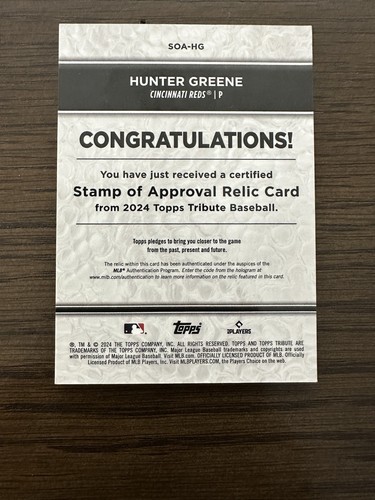 SOA-HG
HUNTER GREENE
CINCINNATI REDS® | P
CONGRATULATIONS!
You have just received a certified
Stamp of Approval Relic Card
from 2024 Topps Tribute Baseball.
Topps pledges to bring you closer to the game
from the past, present and future.
The relic within this card has been authenticated under the auspices of the
MLB® Authentication Program. Enter the code from the hologram at
www.mlb.com/authentication to learn more information on the relic featured in this card.
Topps
PLAYERS
®, TM & © 2024 THE TOPPS COMPANY, INC. ALL RIGHTS RESERVED. TOPPS AND TOPPS TRIBUTE ARE
TRADEMARKS OF THE TOPPS COMPANY, INC. Major League Baseball trademarks and copyrights are used
with permission of Major League Baseball. Visit MLB.com. OFFICIALLY LICENSED PRODUCT OF MLB. Officially
Licensed Product of MLB Players, Inc. Visit MLBPLAYERS.COM, the Players Choice on the web.